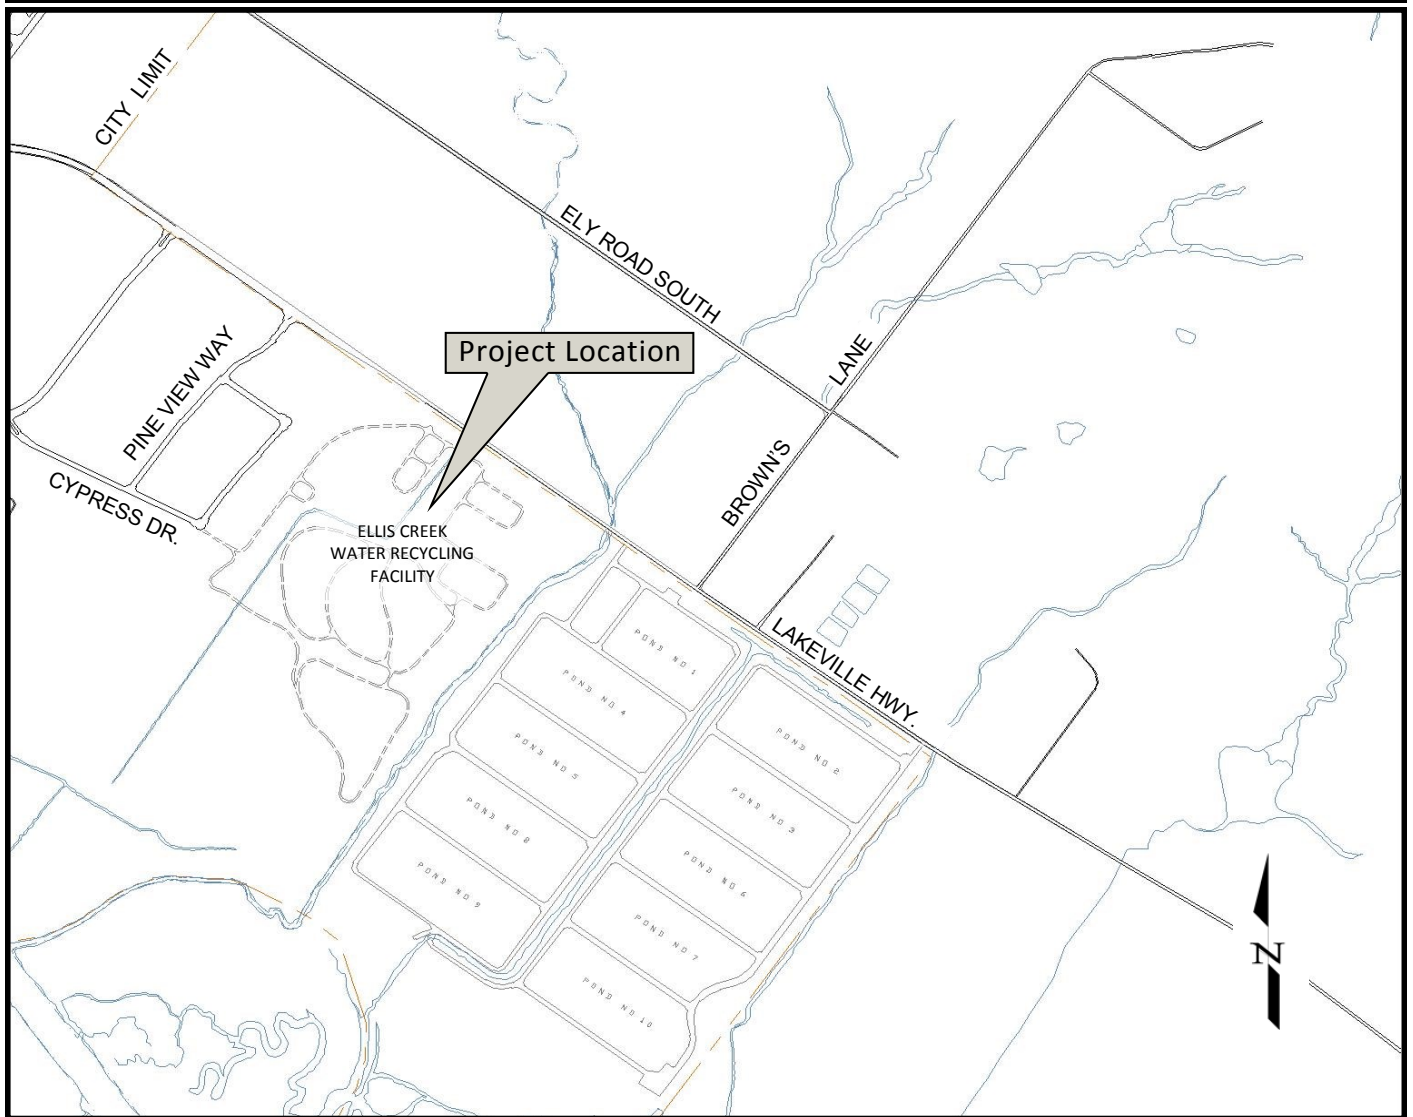 CITY LIMIT
ELY ROAD SOUTH
Project Location
LANE
PINE VIEW WAY
BROWN'S
CYPRESS DR.
ELLIS CREEK
WATER RECYCLING
FACILITY
LAKEVILLE HWY.
POND NO 1
POND NO 4
POND NO 2
POND NO 5
POND NO 3
POND NO 8
POND NO 6
POND NO 9
POND NO 7
POND NO 10
N